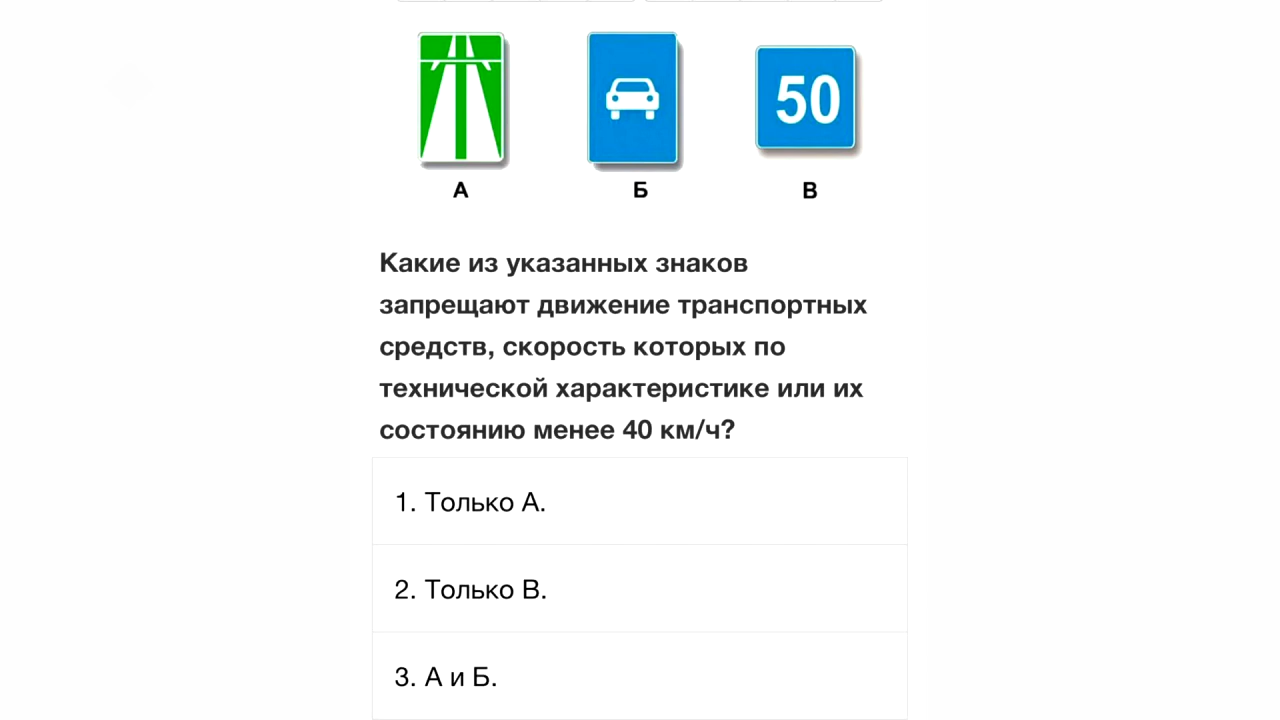 50
А Б В
Какие из указанных знаков
запрещают движение транспортных
средств, скорость которых по
технической характеристике или их
состоянию менее 40 км/ч?
1. Только А.
2. Только В.
3. А и Б.